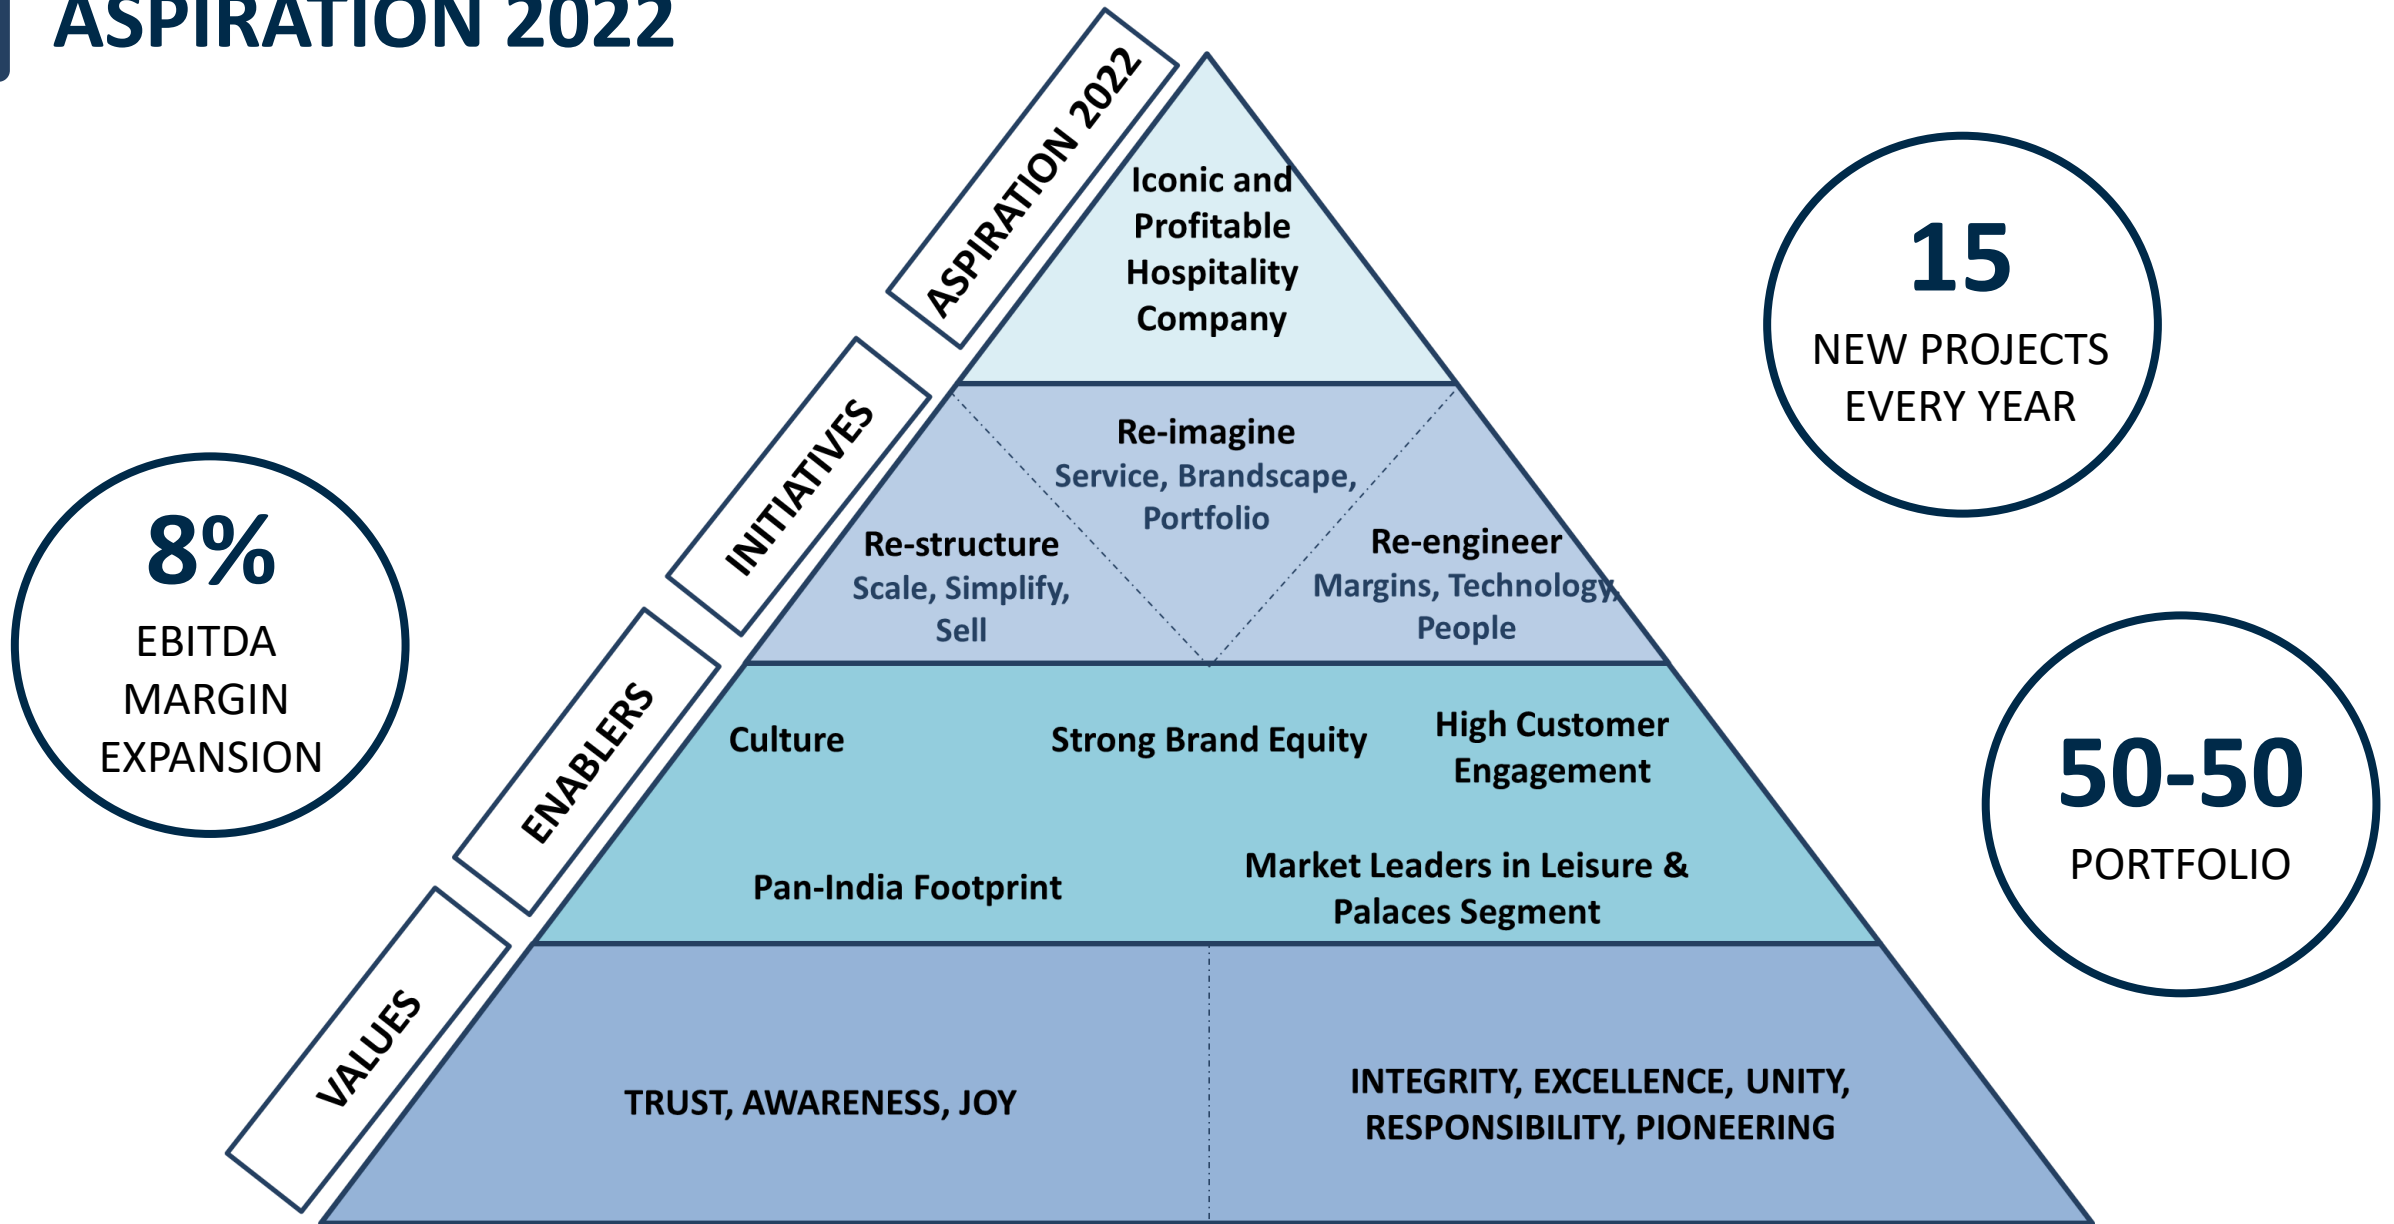 ASPIRATION 2022
ASPIRATION 2022
Iconic and
Profitable
Hospitality
Company
15
NEW PROJECTS
EVERY YEAR
INITIATIVES
Re-imagine
Service, Brandscape,
Portfolio
Re-structure
Scale, Simplify,
Sell
Re-engineer
Margins, Technology,
People
8%
EBITDA
MARGIN
EXPANSION
ENABLERS
Culture
Strong Brand Equity
High Customer
Engagement
Pan-India Footprint
Market Leaders in Leisure &
Palaces Segment
50-50
PORTFOLIO
VALUES
TRUST, AWARENESS, JOY
INTEGRITY, EXCELLENCE, UNITY,
RESPONSIBILITY, PIONEERING